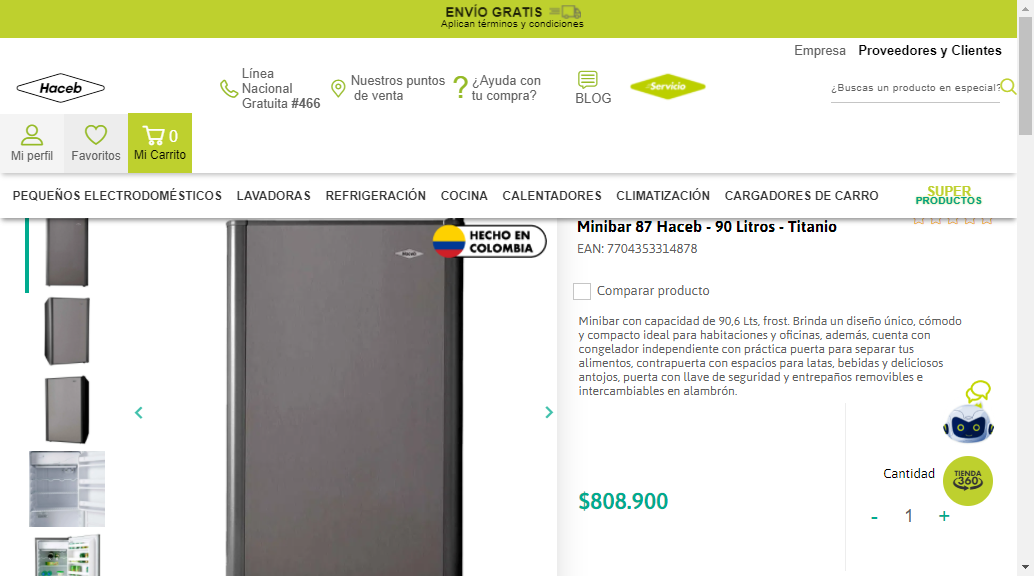 ENVÍO GRATIS
Aplican términos y condiciones
Empresa Proveedores y Clientes
Haceb
Línea
Nacional
Gratuita #466
Nuestros puntos
de venta
¿Ayuda con
tu compra?
BLOG
Servicio
¿Buscas un producto en especial?
Mi perfil
Favoritos
0
Mi Carrito
PEQUEÑOS ELECTRODOMÉSTICOS LAVADORAS REFRIGERACIÓN COCINA CALENTADORES CLIMATIZACIÓN CARGADORES DE CARRO
SUPER
PRODUCTOS
HECHO EN
COLOMBIA
Haceb
Minibar 87 Haceb - 90 Litros - Titanio
EAN: 7704353314878
Comparar producto
Minibar con capacidad de 90,6 Lts, frost. Brinda un diseño único, cómodo
y compacto ideal para habitaciones y oficinas, además, cuenta con
congelador independiente con práctica puerta para separar tus
alimentos, contrapuerta con espacios para latas, bebidas y deliciosos
antojos, puerta con llave de seguridad y entrepaños removibles e
intercambiables en alambrón.
$808.900
Cantidad
- 1 +
TIENDA
360